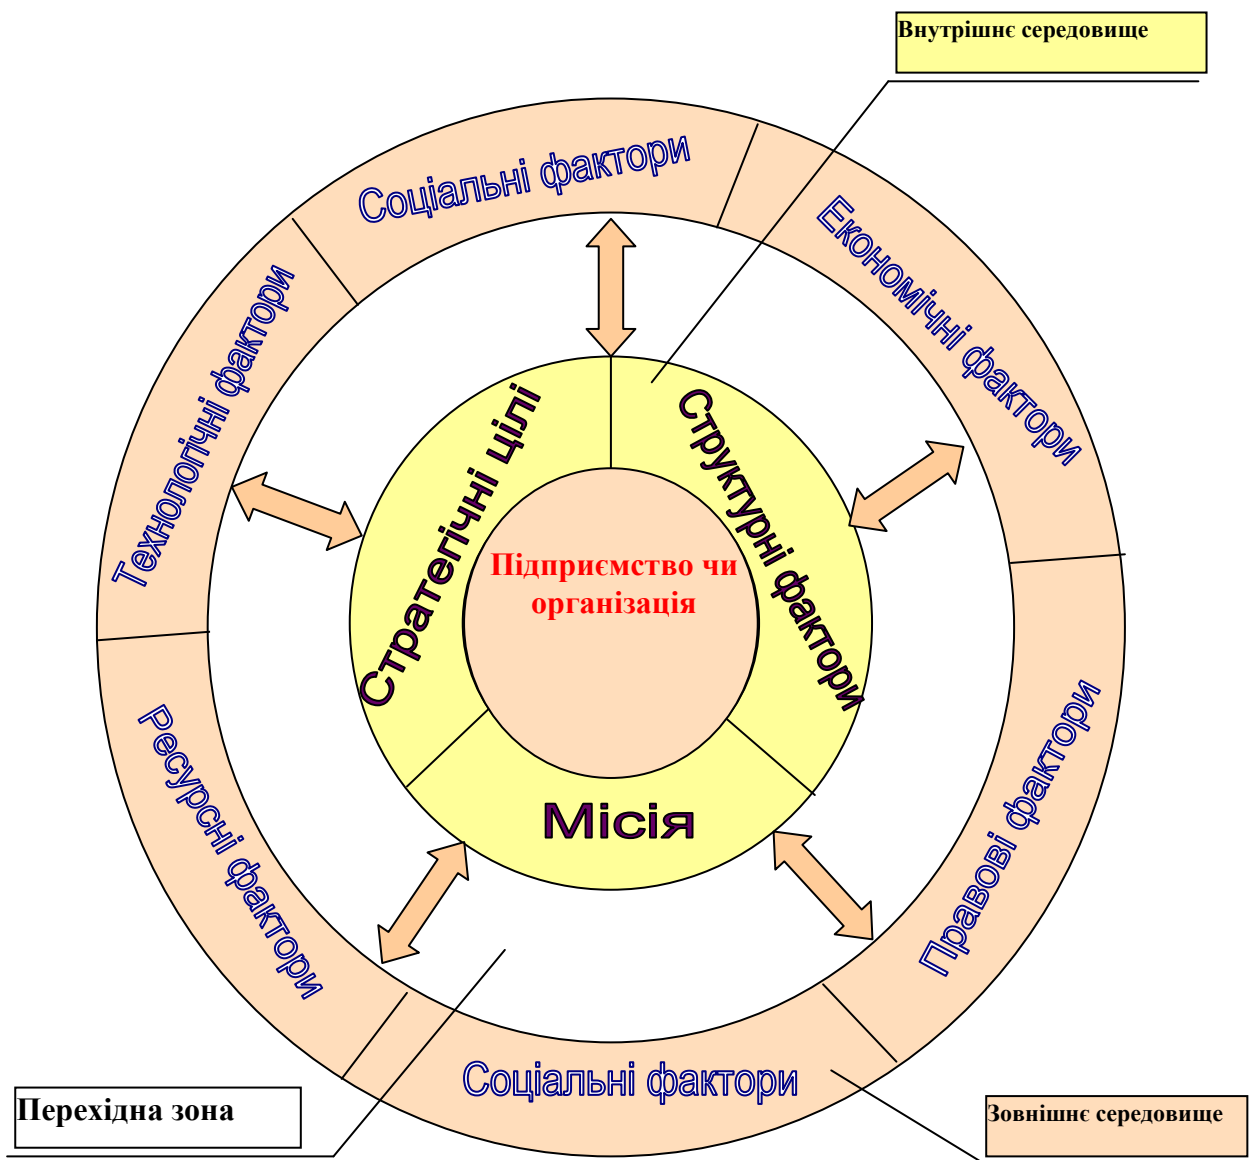 Внутрішнє середовище
Соціальні фактори
Економічні фактори
Технологічні фактори
Стратегічні цілі
Структурні фактори
Підприємство чи
організація
Місія
Ресурсні фактори
Правові фактори
Соціальні фактори
Перехідна зона
Зовнішнє середовище